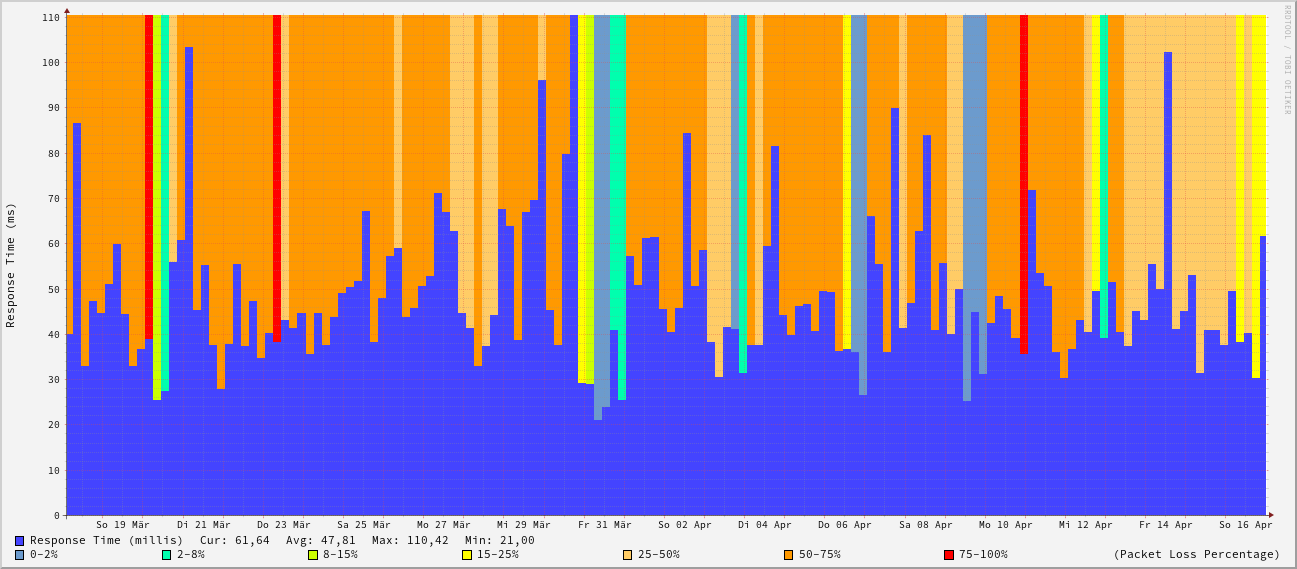 RRDTOOL / TOBI OETIKER
Response Time (ms)
110
100
90
80
70
60
50
40
30
20
10
0
So 19 Mär Di 21 Mär Do 23 Mär Sa 25 Mär Mo 27 Mär Mi 29 Mär Fr 31 Mär So 02 Apr Di 04 Apr Do 06 Apr Sa 08 Apr Mo 10 Apr Mi 12 Apr Fr 14 Apr So 16 Apr
Response Time (millis) Cur: 61,64 Avg: 47,81 Max: 110,42 Min: 21,00
0-2% 2-8% 8-15% 15-25% 25-50% 50-75% 75-100% (Packet Loss Percentage)